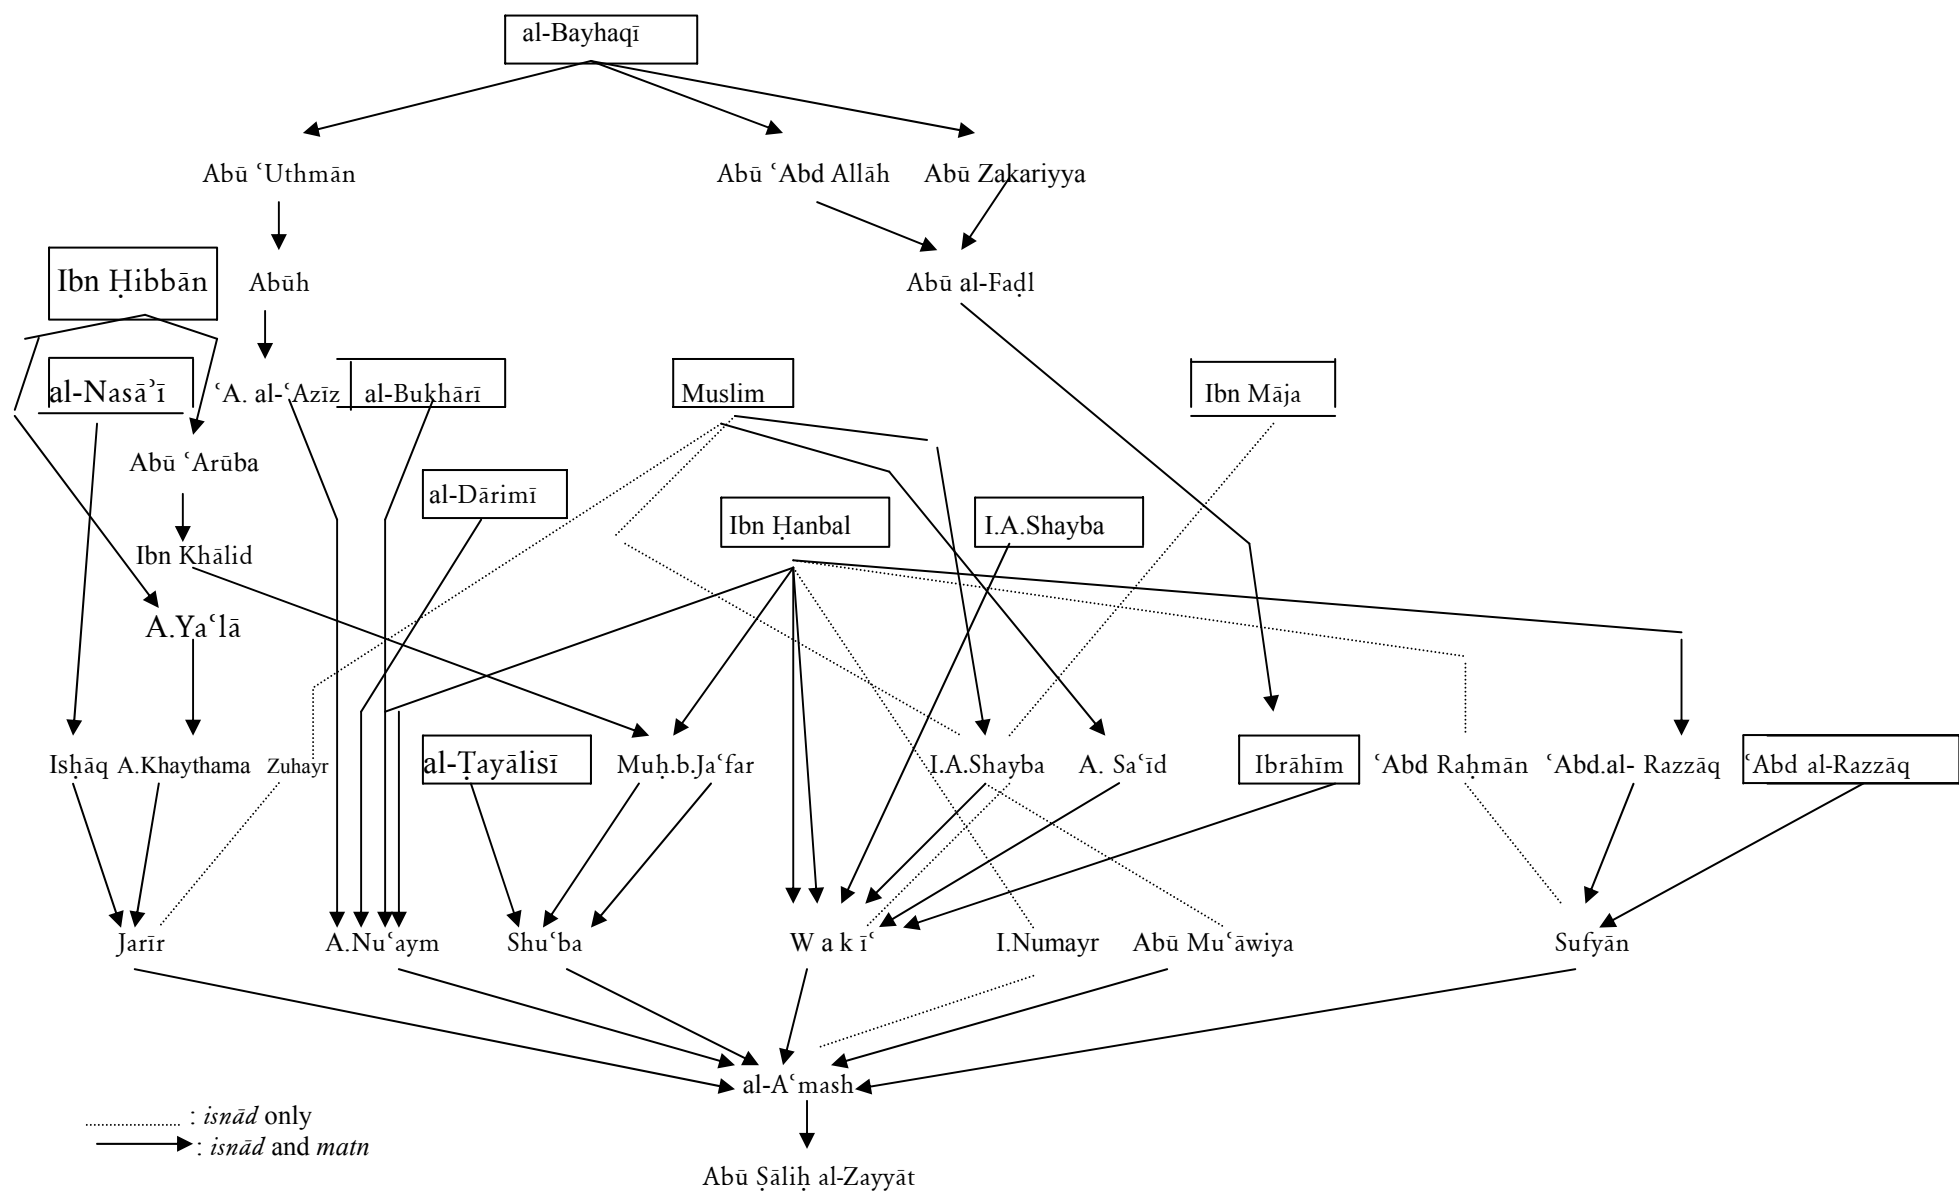 al-Bayhaqī
Abū ʿUthmān
Abū ʿAbd Allāh
Abū Zakariyya
Ibn Ḥibbān
Abūh
Abū al-Faḍl
al-Nasāʾī
ʿA. al-ʿAzīz
al-Bukhārī
Muslim
Ibn Māja
Abū ʿArūba
al-Dārimī
Ibn Ḥanbal
I.A.Shayba
Ibn Khālid
A.Yaʿlā
Isḥāq
A.Khaythama
Zuhayr
al-Ṭayālisī
Muḥ.b.Jaʿfar
I.A.Shayba
A. Saʿīd
Ibrāhīm
ʿAbd Raḥmān
ʿAbd.al- Razzāq
ʿAbd al-Razzāq
Jarīr
A.Nuʿaym
Shuʿba
W a k īʿ
I.Numayr
Abū Muʿāwiya
Sufyān
al-Aʿmash
: isnād only
: isnād and matn
Abū Ṣāliḥ al-Zayyāt